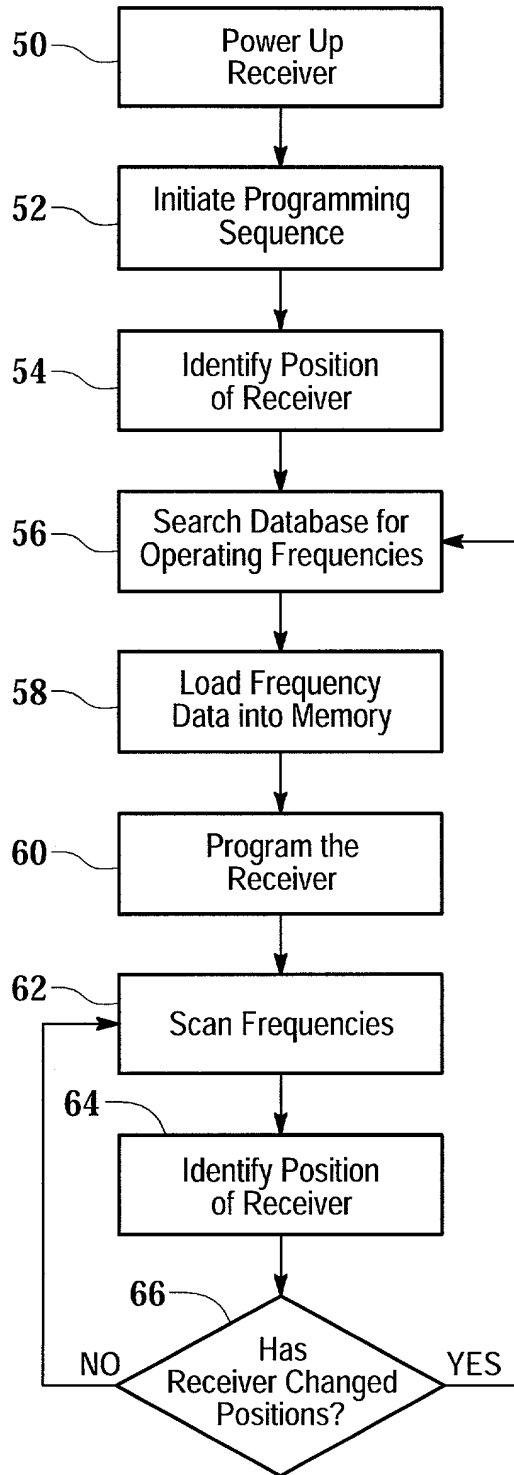 50
Power Up
Receiver
52
Initiate Programming
Sequence
54
Identify Position
of Receiver
56
Search Database for
Operating Frequencies
58
Load Frequency
Data into Memory
60
Program the
Receiver
62
Scan Frequencies
64
Identify Position
of Receiver
66
NO
Has
Receiver Changed
Positions?
YES